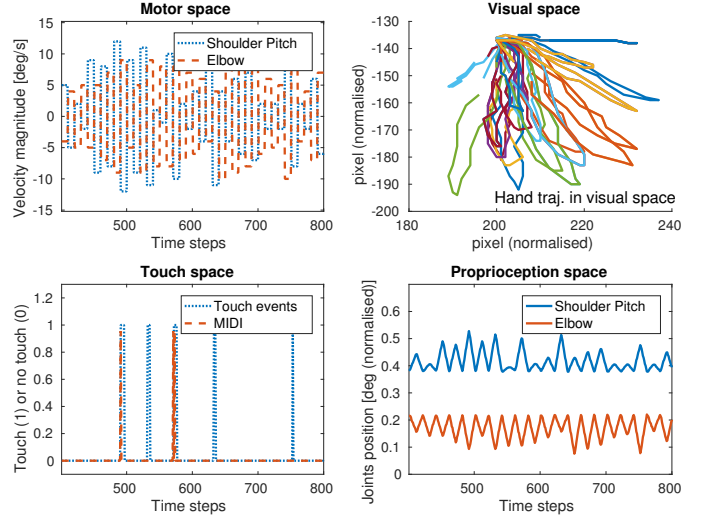 Motor space
Velocity magnitude [deg/s]
15
10
5
0
-5
-10
-15
Shoulder Pitch
Elbow
500
600
700
800
Time steps
Visual space
pixel (normalised)
-130
-140
-150
-160
-170
-180
-190
-200
Hand traj. in visual space
180
200
220
240
pixel (normalised)
Touch space
Touch (1) or no touch (0)
1.2
1
0.8
0.6
0.4
0.2
0
Touch events
MIDI
500
600
700
800
Time steps
Proprioception space
Joints position [deg (normalised)]
0.6
0.5
0.4
0.3
0.2
0.1
0
Shoulder Pitch
Elbow
500
600
700
800
Time steps